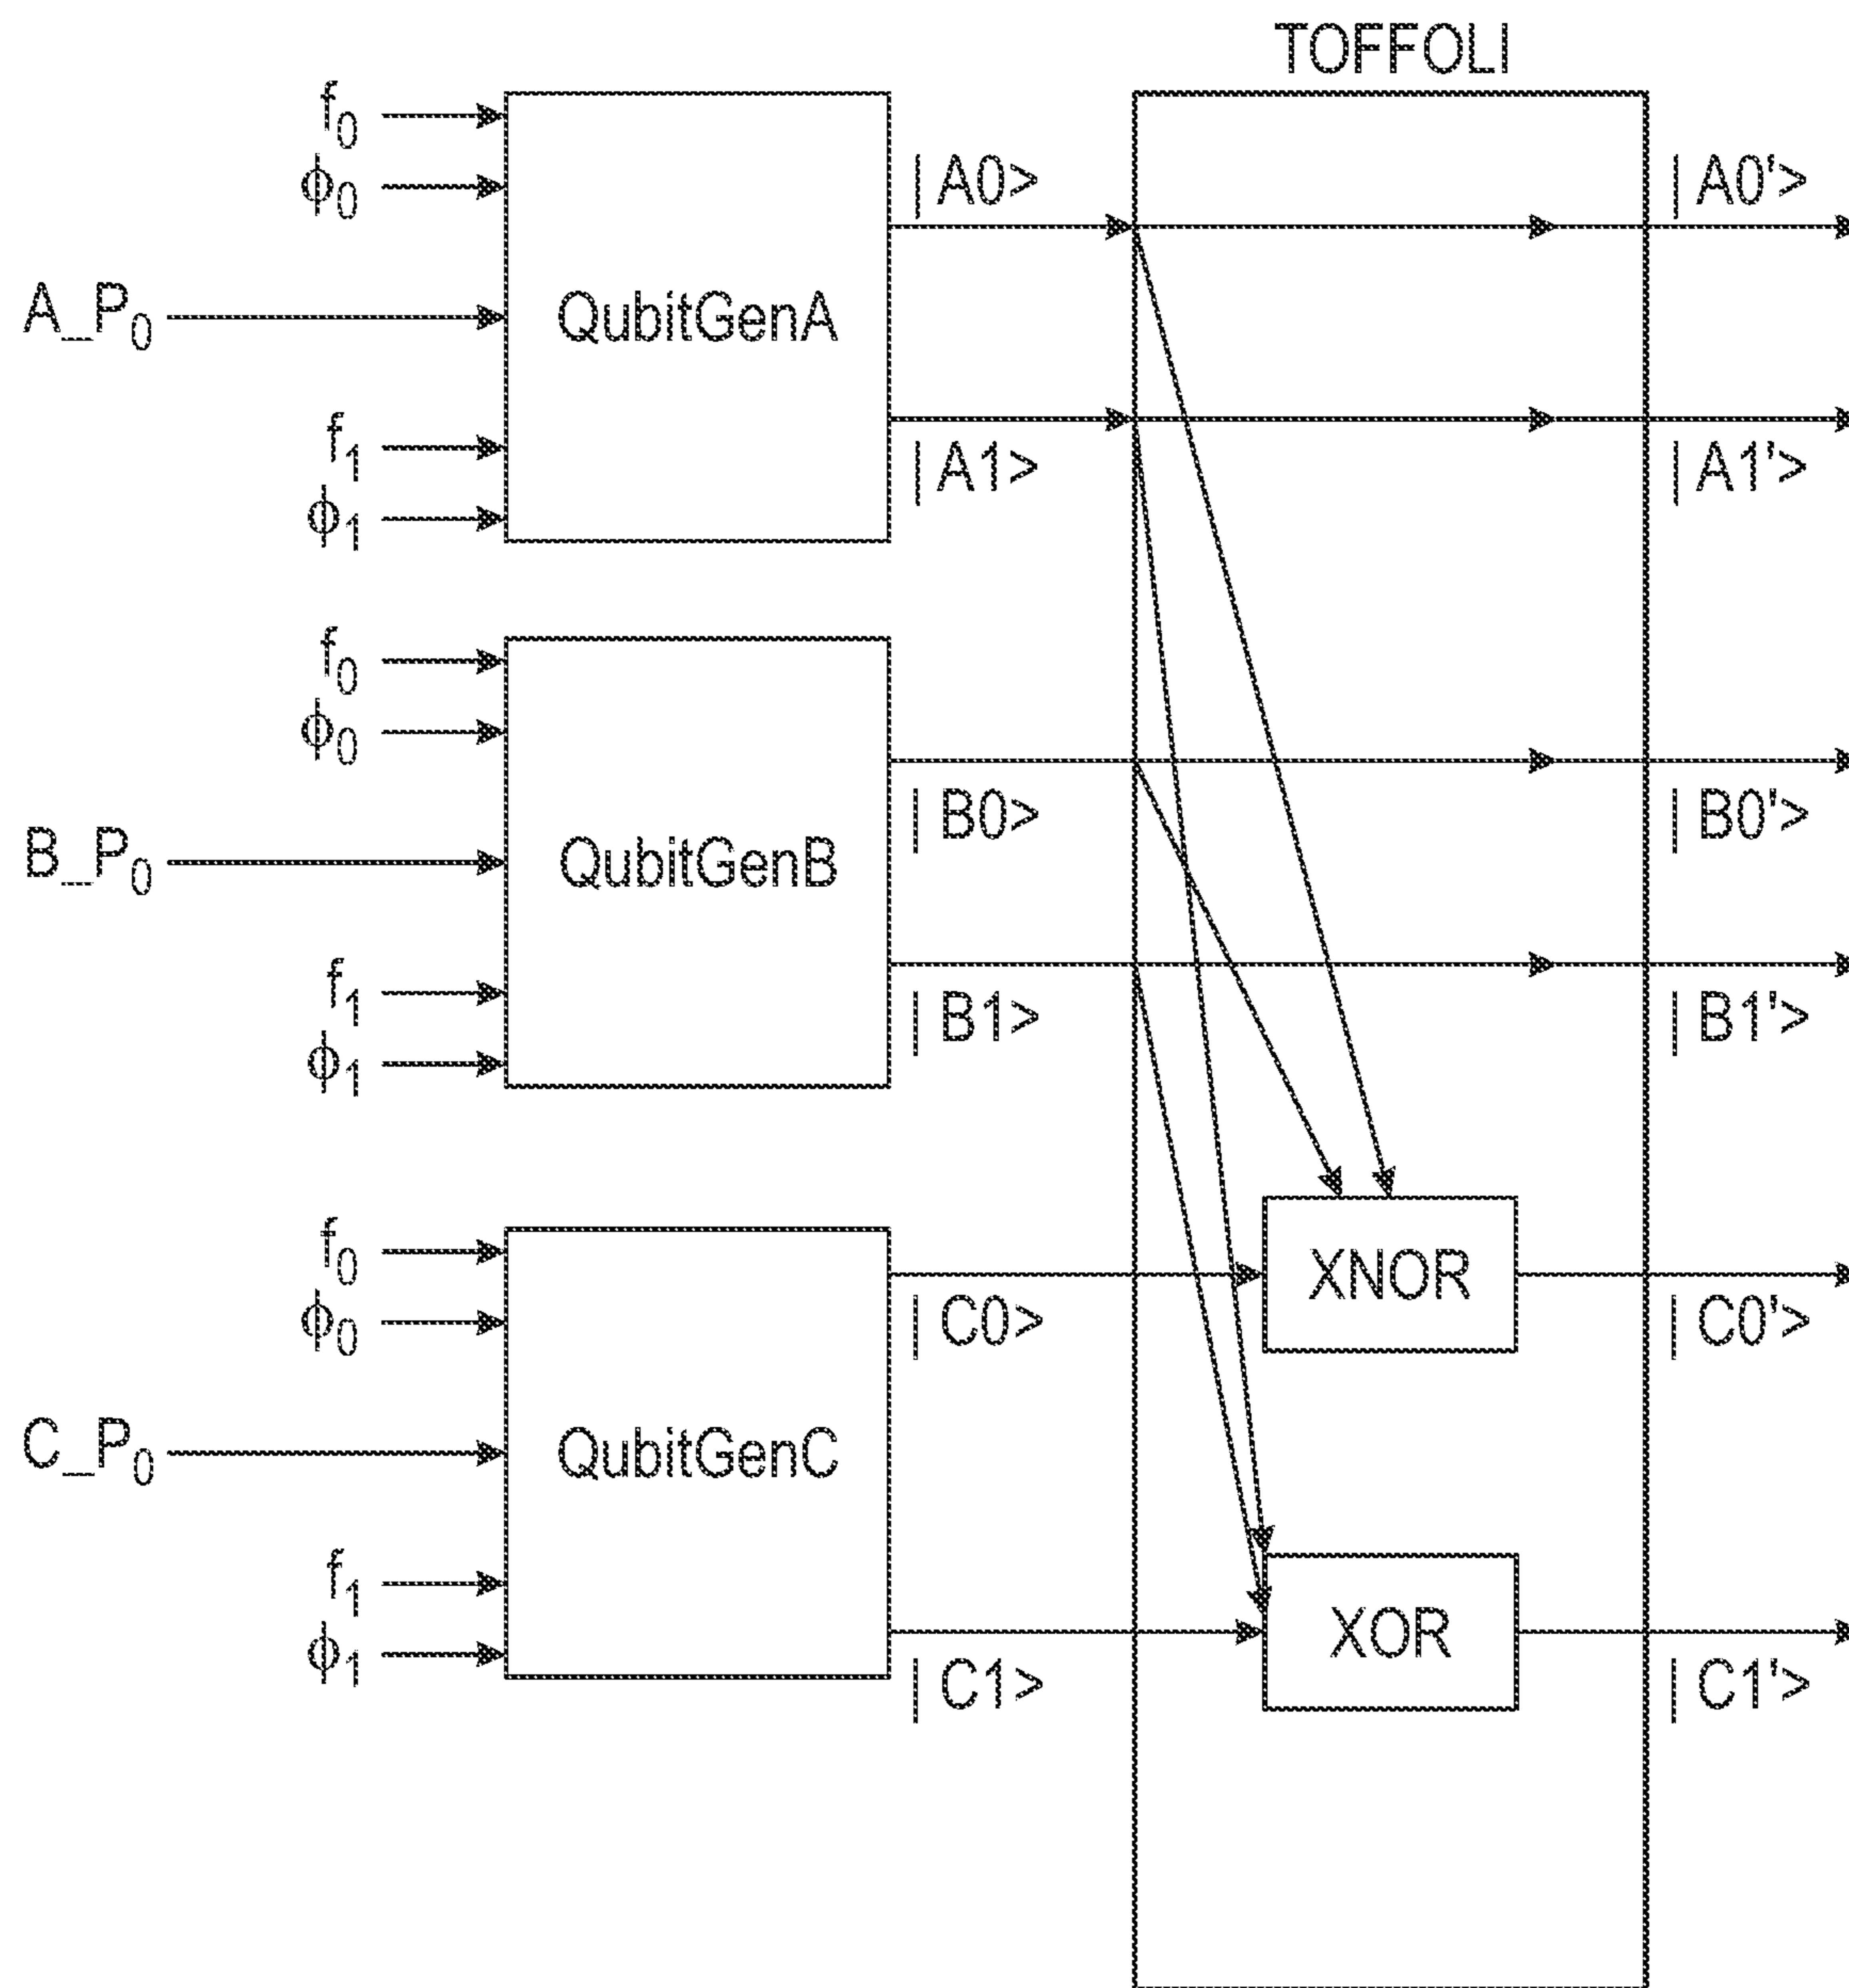 TOFFOLI
f0
ϕ0
A_P0
f1
ϕ1
QubitGenA
|A0>
|A1>
|A0'>
|A1'>
f0
ϕ0
B_P0
f1
ϕ1
QubitGenB
|B0>
|B1>
|B0'>
|B1'>
f0
ϕ0
C_P0
f1
ϕ1
QubitGenC
|C0>
|C1>
XNOR
XOR
|C0'>
|C1'>